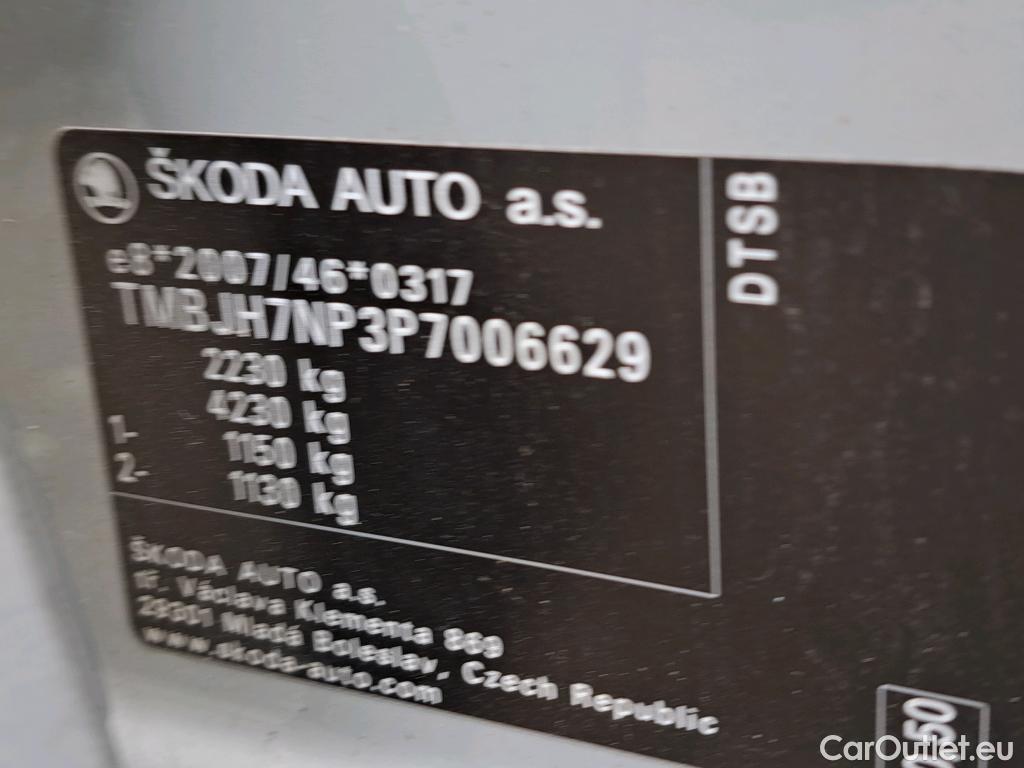 ŠKODA AUTO a.s.
e8*2007/46*0317
TMBJH7NP3P7006629
2230 kg
4230 kg
1- 1150 kg
2- 1130 kg
ŠKODA AUTO a.s.
tř. Václava Klementa 869
29301 Mladá Boleslav, Czech Republic
www.skoda-auto.com
DTSB
CarOutlet.eu